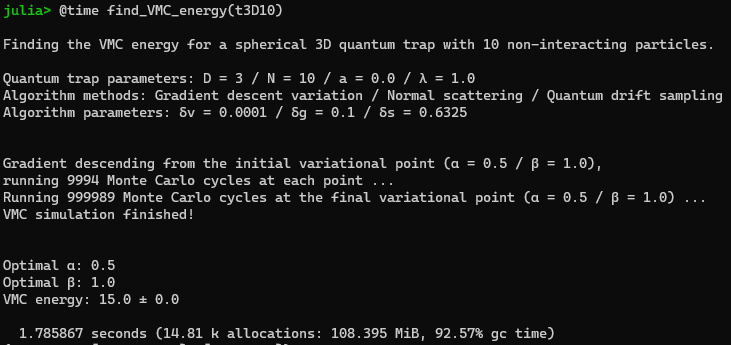 julia> @time find_VMC_energy(t3D10)
Finding the VMC energy for a spherical 3D quantum trap with 10 non-interacting particles.
Quantum trap parameters: D = 3 / N = 10 / a = 0.0 / λ = 1.0
Algorithm methods: Gradient descent variation / Normal scattering / Quantum drift sampling
Algorithm parameters: δv = 0.0001 / δg = 0.1 / δs = 0.6325
Gradient descending from the initial variational point (α = 0.5 / β = 1.0),
running 9994 Monte Carlo cycles at each point ...
Running 999989 Monte Carlo cycles at the final variational point (α = 0.5 / β = 1.0) ...
VMC simulation finished!
Optimal α: 0.5
Optimal β: 1.0
VMC energy: 15.0 ± 0.0
1.785867 seconds (14.81 k allocations: 108.395 MiB, 92.57% gc time)